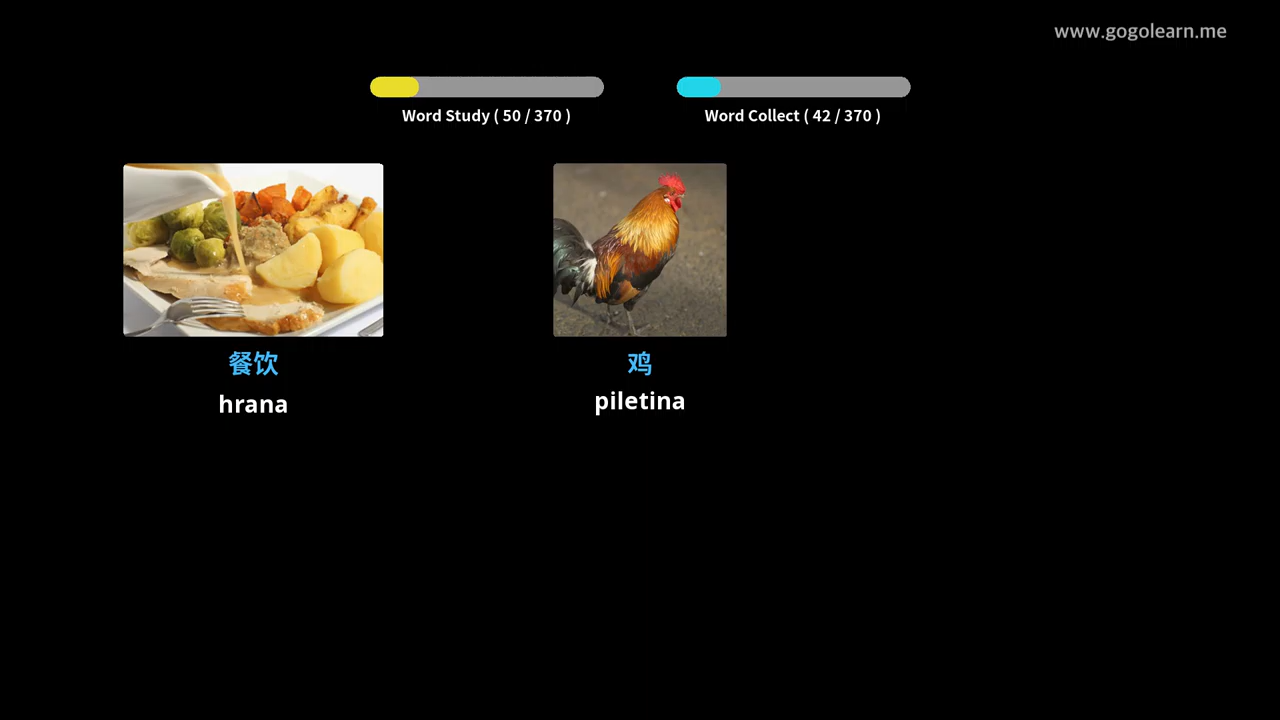 www.gogolearn.me
Word Study ( 50 / 370 )
Word Collect ( 42 / 370 )
餐饮
hrana
鸡
piletina